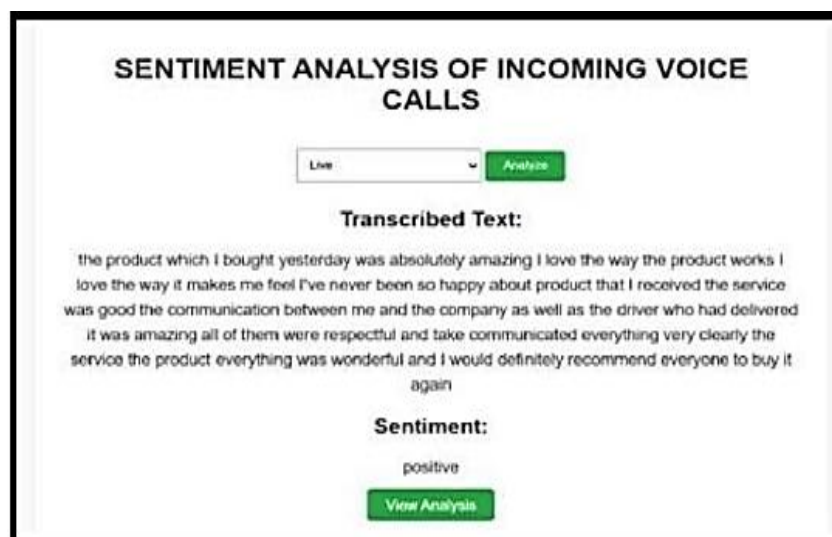 SENTIMENT ANALYSIS OF INCOMING VOICE
CALLS
Live
Analyze
Transcribed Text:
the product which I bought yesterday was absolutely amazing I love the way the product works I
love the way it makes me feel I've never been so happy about product that I received the service
was good the communication between me and the company as well as the driver who had delivered
it was amazing all of them were respectful and take communicated everything very clearly the
service the product everything was wonderful and I would definitely recommend everyone to buy it
again
Sentiment:
positive
View Analysis